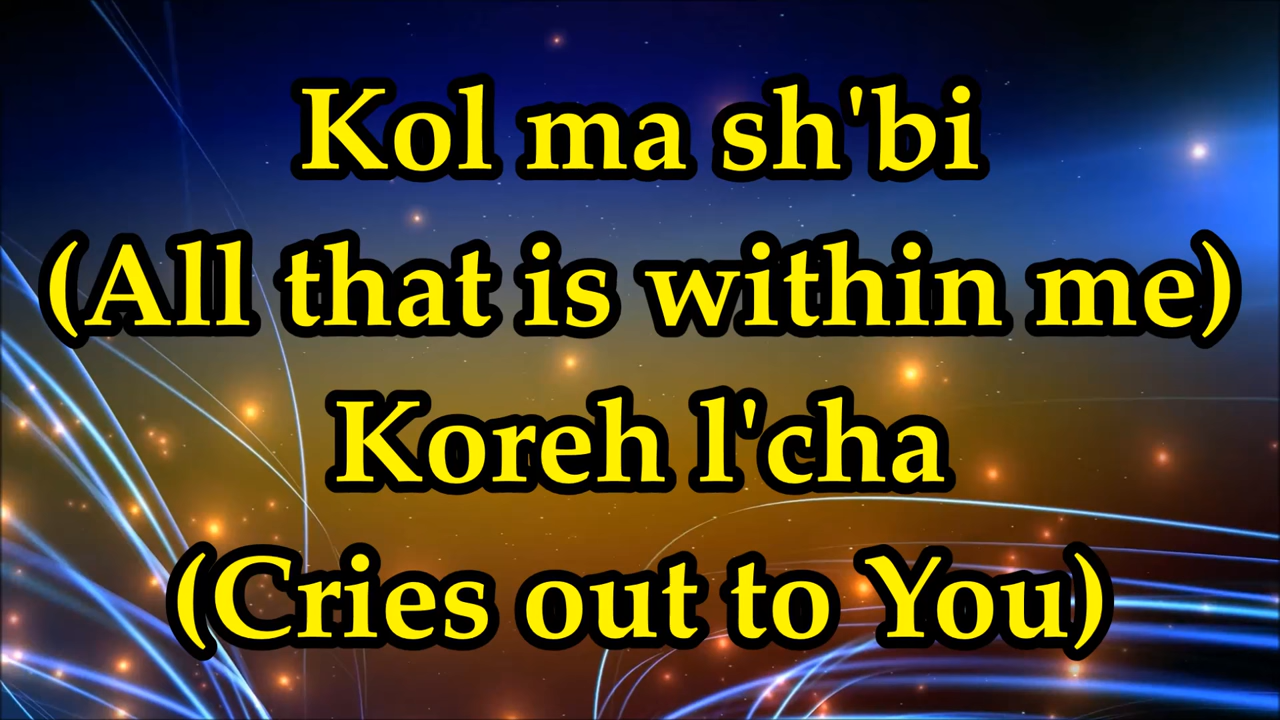 Kol ma sh'bi
(All that is within me)
Koreh l'cha
(Cries out to You)